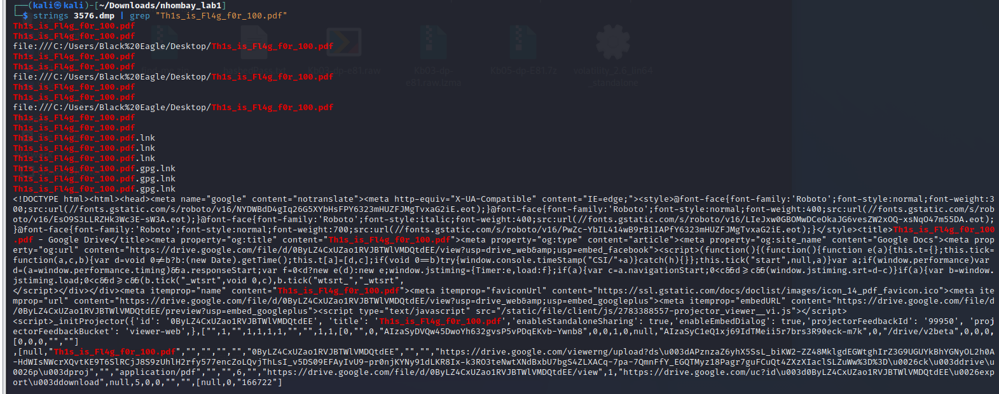 ┌──(kali㉿kali)-[~/Downloads/nhombay_lab1]
└─$ strings 3576.dmp | grep "Th1s_is_Fl4g_f0r_100.pdf"
Th1s_is_Fl4g_f0r_100.pdf
Th1s_is_Fl4g_f0r_100.pdf
file:///C:/Users/Black%20Eagle/Desktop/Th1s_is_Fl4g_f0r_100.pdf
Th1s_is_Fl4g_f0r_100.pdf
Th1s_is_Fl4g_f0r_100.pdf
file:///C:/Users/Black%20Eagle/Desktop/Th1s_is_Fl4g_f0r_100.pdf
Th1s_is_Fl4g_f0r_100.pdf
Th1s_is_Fl4g_f0r_100.pdf
file:///C:/Users/Black%20Eagle/Desktop/Th1s_is_Fl4g_f0r_100.pdf
Th1s_is_Fl4g_f0r_100.pdf
Th1s_is_Fl4g_f0r_100.pdf
Th1s_is_Fl4g_f0r_100.pdf.lnk
Th1s_is_Fl4g_f0r_100.pdf.lnk
Th1s_is_Fl4g_f0r_100.pdf.lnk
Th1s_is_Fl4g_f0r_100.pdf.gpg.lnk
Th1s_is_Fl4g_f0r_100.pdf.gpg.lnk
Th1s_is_Fl4g_f0r_100.pdf.gpg.lnk
<!DOCTYPE html><html><head><meta name="google" content="notranslate"><meta http-equiv="X-UA-Compatible" content="IE=edge;"><style>@font-face{font-family:'Roboto';font-style:normal;font-weight:3
00;src:url(//fonts.gstatic.com/s/roboto/v16/NYDWBdD4gIq26G5XYbHsFPY6323mHUZFJMgTvxaG2iE.eot);}@font-face{font-family:'Roboto';font-style:normal;font-weight:400;src:url(//fonts.gstatic.com/s/rob
oto/v16/EsO9S3LLRZHk3Wc3E-sW3A.eot);}@font-face{font-family:'Roboto';font-style:italic;font-weight:400;src:url(//fonts.gstatic.com/s/roboto/v16/LIeJxw0GBOMwDCeOkaJG6vesZW2xOQ-xsNqO47m55DA.eot);
}@font-face{font-family:'Roboto';font-style:normal;font-weight:700;src:url(//fonts.gstatic.com/s/roboto/v16/PwZc-YbIL414wB9rB1IAPfY6323mHUZFJMgTvxaG2iE.eot);}</style><title>Th1s_is_Fl4g_f0r_100
.pdf - Google Drive</title><meta property="og:title" content="Th1s_is_Fl4g_f0r_100.pdf"><meta property="og:type" content="article"><meta property="og:site_name" content="Google Docs"><meta prop
erty="og:url" content="https://drive.google.com/file/d/0ByLZ4CxUZao1RVJBTWlVMDQtdEE/view?usp=drive_web&amp;usp=embed_facebook"><script>(function(){(function(){function e(a){this.t={};this.tick=
function(a,c,b){var d=void 0≠b?b:(new Date).getTime();this.t[a]=[d,c];if(void 0==b)try{window.console.timeStamp("CSI/"+a)}catch(h){}};this.tick("start",null,a)}var a;if(window.performance)var
d=(a=window.performance.timing)&&a.responseStart;var f=0<d?new e(d):new e;window.jstiming={Timer:e,load:f};if(a){var c=a.navigationStart;0<c&&d≥c&&(window.jstiming.srt=d-c)}if(a){var b=window.
jstiming.load;0<c&&d≥c&&(b.tick("_wtsrt",void 0,c),b.tick("wtsrt_","_wtsrt",
</script></div></div><meta itemprop="name" content="Th1s_is_Fl4g_f0r_100.pdf"><meta itemprop="faviconUrl" content="https://ssl.gstatic.com/docs/doclist/images/icon_14_pdf_favicon.ico"><meta ite
mprop="url" content="https://drive.google.com/file/d/0ByLZ4CxUZao1RVJBTWlVMDQtdEE/view?usp=drive_web&amp;usp=embed_googleplus"><meta itemprop="embedURL" content="https://drive.google.com/file/d
/0ByLZ4CxUZao1RVJBTWlVMDQtdEE/preview?usp=embed_googleplus"><script type="text/javascript" src="/static/file/client/js/2783388557-projector_viewer__vi.js"></script>
<script>_initProjector({'id': '0ByLZ4CxUZao1RVJBTWlVMDQtdEE', 'title': 'Th1s_is_Fl4g_f0r_100.pdf','enableStandaloneSharing': true,'enableEmbedDialog': true,'projectorFeedbackId': '99950', 'proj
ectorFeedbackBucket': 'viewer-web',},["",1,"",1,1,1,1,"","",1,1,[0,"",0,"AIzaSyDVQw45DwoYh632gvsP5vPDqEKvb-Ywnb8",0,0,1,0,null,"AIzaSyC1eQ1xj69IdTMeii5r7brs3R90eck-m7k",0,"/drive/v2beta",0,0,0,
[0,0,0,"",""]
,[null,"Th1s_is_Fl4g_f0r_100.pdf","","","","","","0ByLZ4CxUZao1RVJBTWlVMDQtdEE","","","https://drive.google.com/viewerng/upload?ds\u003dAPznzaZ6yhX5SsL_biKW2-ZZ48MklgdEGWtghIrZ3G9UGUYkBhYGNyOL2h0A
-HdWIsNWcrXQvtKE9T6SlRCjJ8S9zUhlH2rfy577encZoLQvjThLsI_v5DS09EFAyIvU9-pr0njKYNy91dLKR8Ix-k3RO3teNwtXNdBxbU7bgS4ZLXACq-7pa-7QmnFfY_EGQTMyz18Pagr7guFCuQt4ZXzXIaclSLZuWw%3D%3D\u0026ck\u003ddrive\u
0026p\u003dproj","","application/pdf","","",6,"","https://drive.google.com/file/d/0ByLZ4CxUZao1RVJBTWlVMDQtdEE/view",1,"https://drive.google.com/uc?id\u003d0ByLZ4CxUZao1RVJBTWlVMDQtdEE\u0026exp
ort\u003ddownload",null,5,0,0,"","",[null,0,"166722"]